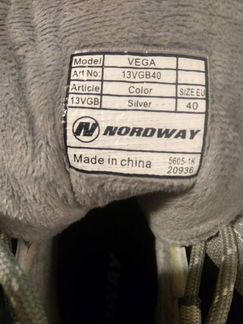 Model VEGA
Art No: 13VGB40
Article Color SIZE EU
13VGB Silver 40
N NORDWAY
Made in china 5605-1K
20936